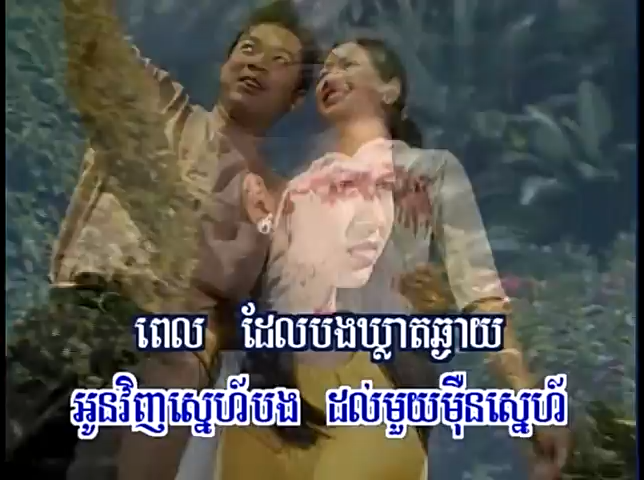 ពេល ដែលបងឃ្លាតឆ្ងាយ
អូនវិញស្នេហ៍បង ដល់មួយម៉ឺនស្នេហ៍